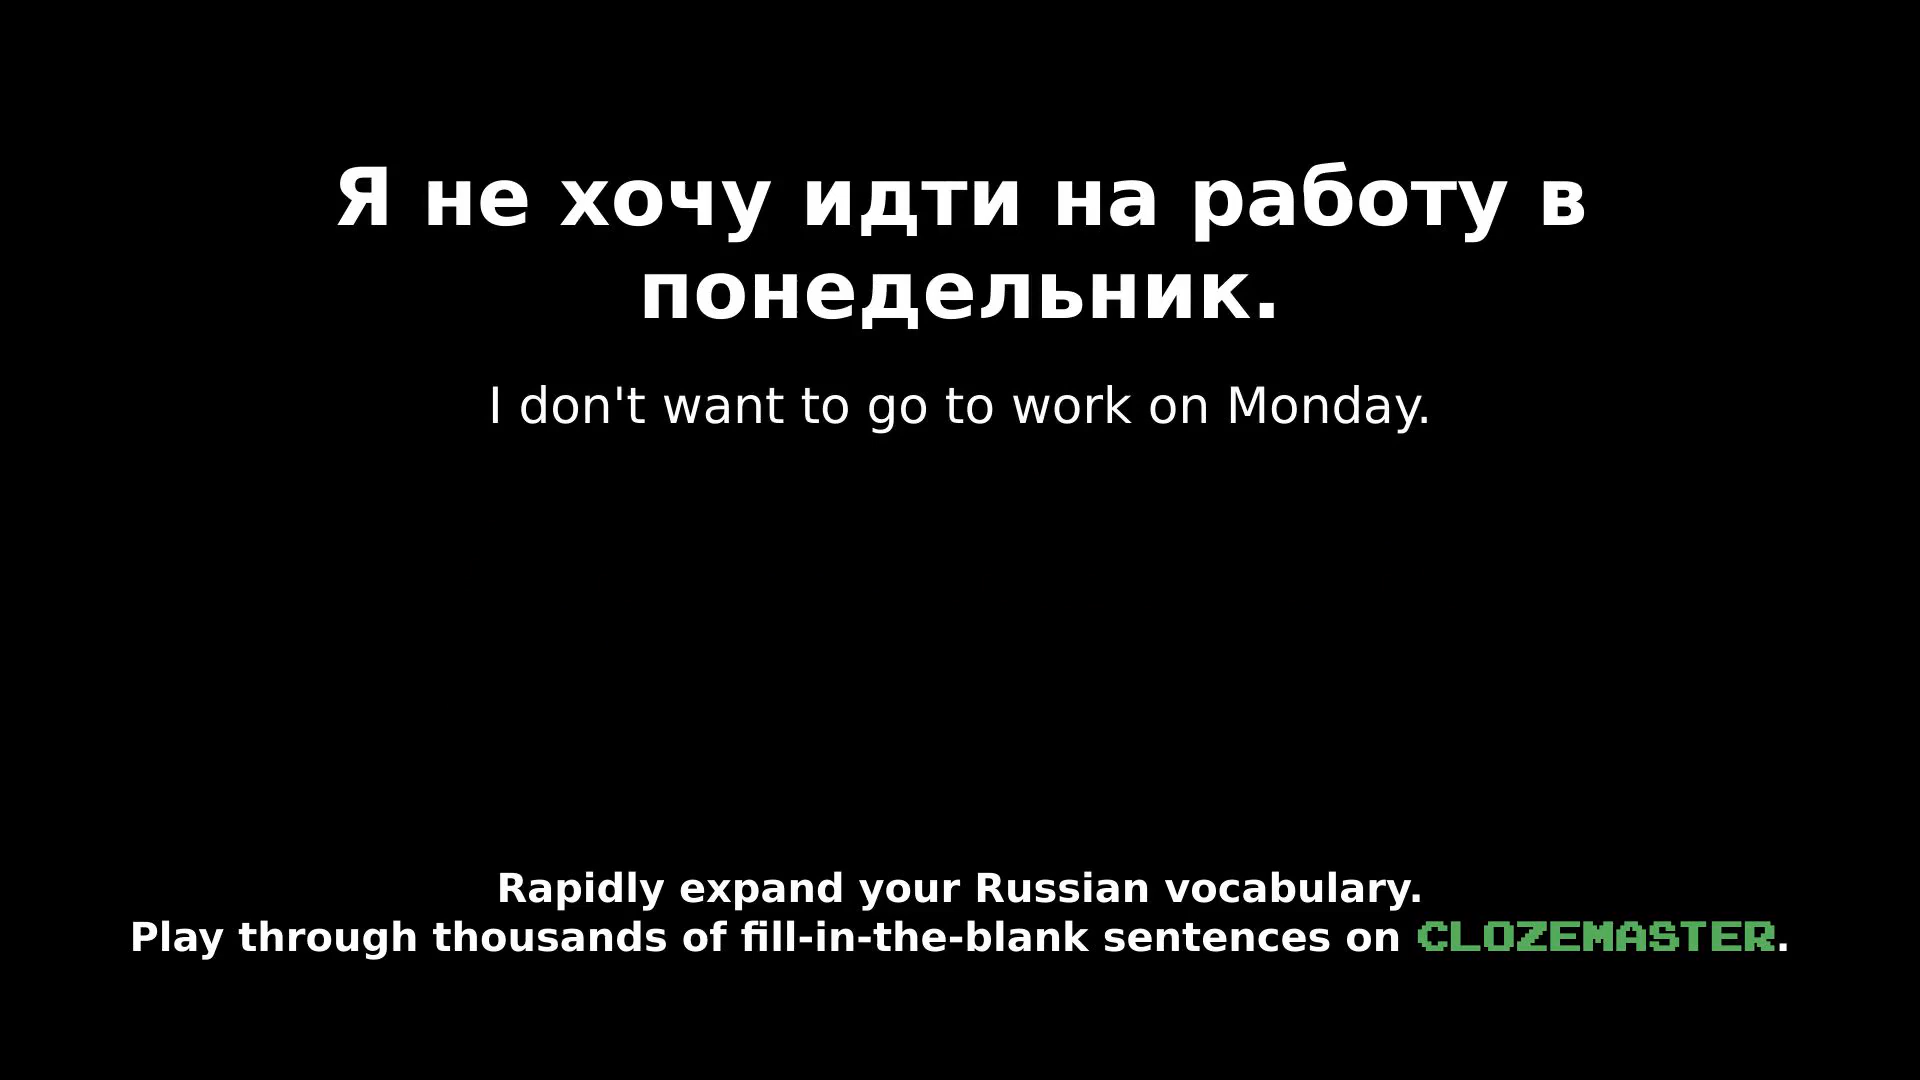 Я не хочу идти на работу в
понедельник.
I don't want to go to work on Monday.
Rapidly expand your Russian vocabulary.
Play through thousands of fill-in-the-blank sentences on CLOZEMASTER.